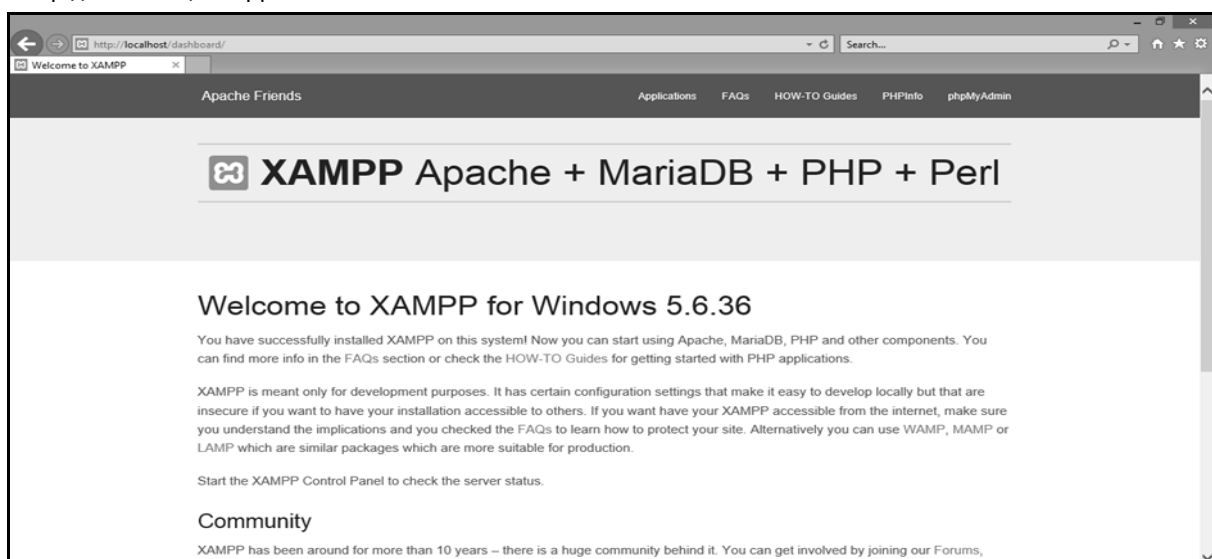 http://localhost/dashboard/
Search...
Welcome to XAMPP
Apache Friends
Applications FAQs HOW-TO Guides PHPInfo phpMyAdmin
XAMPP Apache + MariaDB + PHP + Perl
Welcome to XAMPP for Windows 5.6.36
You have successfully installed XAMPP on this system! Now you can start using Apache, MariaDB, PHP and other components. You
can find more info in the FAQs section or check the HOW-TO Guides for getting started with PHP applications.
XAMPP is meant only for development purposes. It has certain configuration settings that make it easy to develop locally but that are
insecure if you want to have your installation accessible to others. If you want have your XAMPP accessible from the internet, make sure
you understand the implications and you checked the FAQs to learn how to protect your site. Alternatively you can use WAMP, MAMP or
LAMP which are similar packages which are more suitable for production.
Start the XAMPP Control Panel to check the server status.
Community
XAMPP has been around for more than 10 years – there is a huge community behind it. You can get involved by joining our Forums,